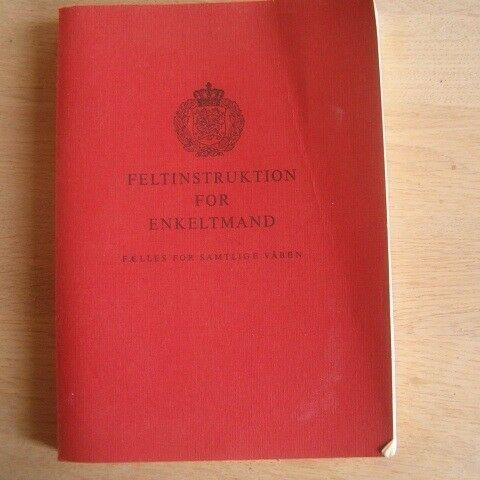 FELTINSTRUKTION
FOR
ENKELTMAND
FÆLLES FOR SAMTLIGE VÅBEN